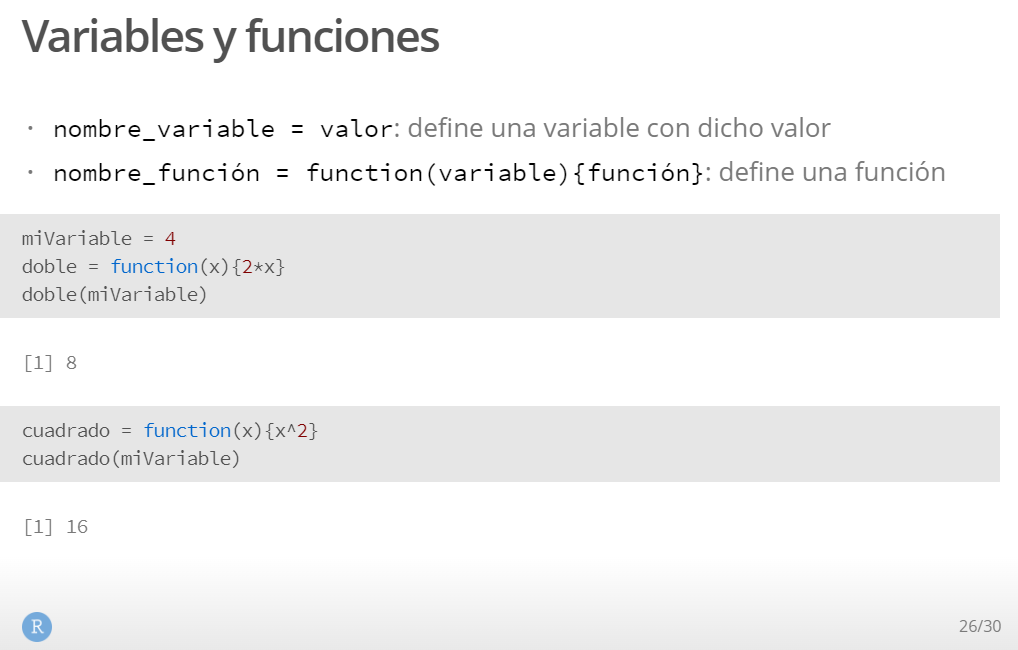 Variables y funciones
· nombre_variable = valor: define una variable con dicho valor
· nombre_función = function(variable){función}: define una función
miVariable = 4
doble = function(x){2*x}
doble(miVariable)
[1] 8
cuadrado = function(x){x^2}
cuadrado(miVariable)
[1] 16
R
26/30